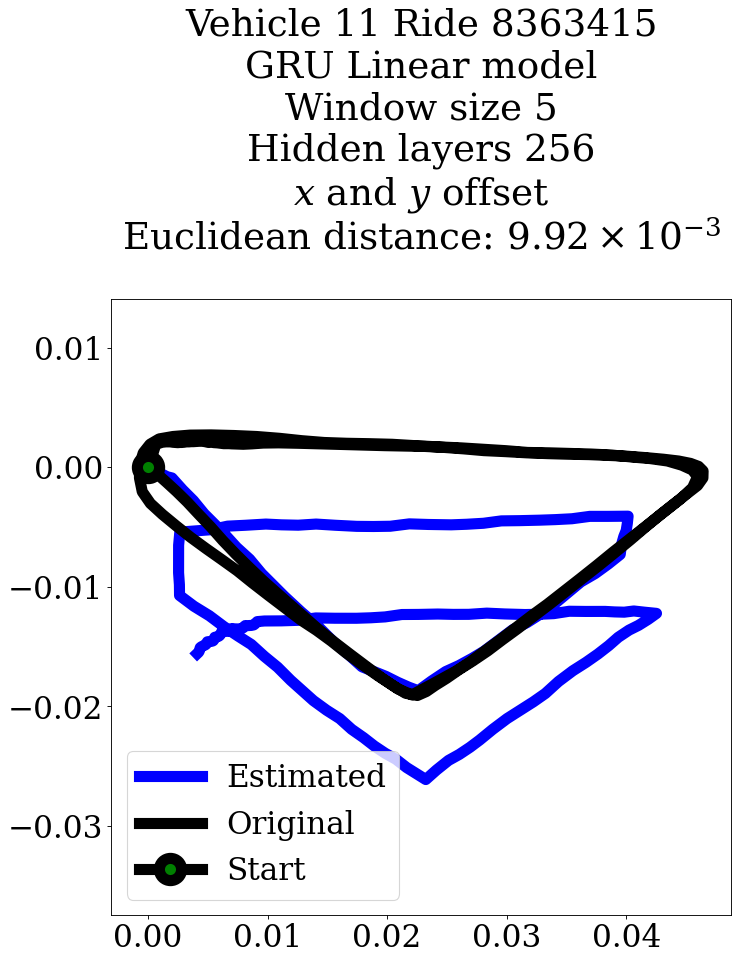 Vehicle 11 Ride 8363415
GRU Linear model
Window size 5
Hidden layers 256
x and y offset
Euclidean distance: 9.92 × 10⁻³
0.01
0.00
−0.01
−0.02
−0.03
Estimated
Original
Start
0.00 0.01 0.02 0.03 0.04